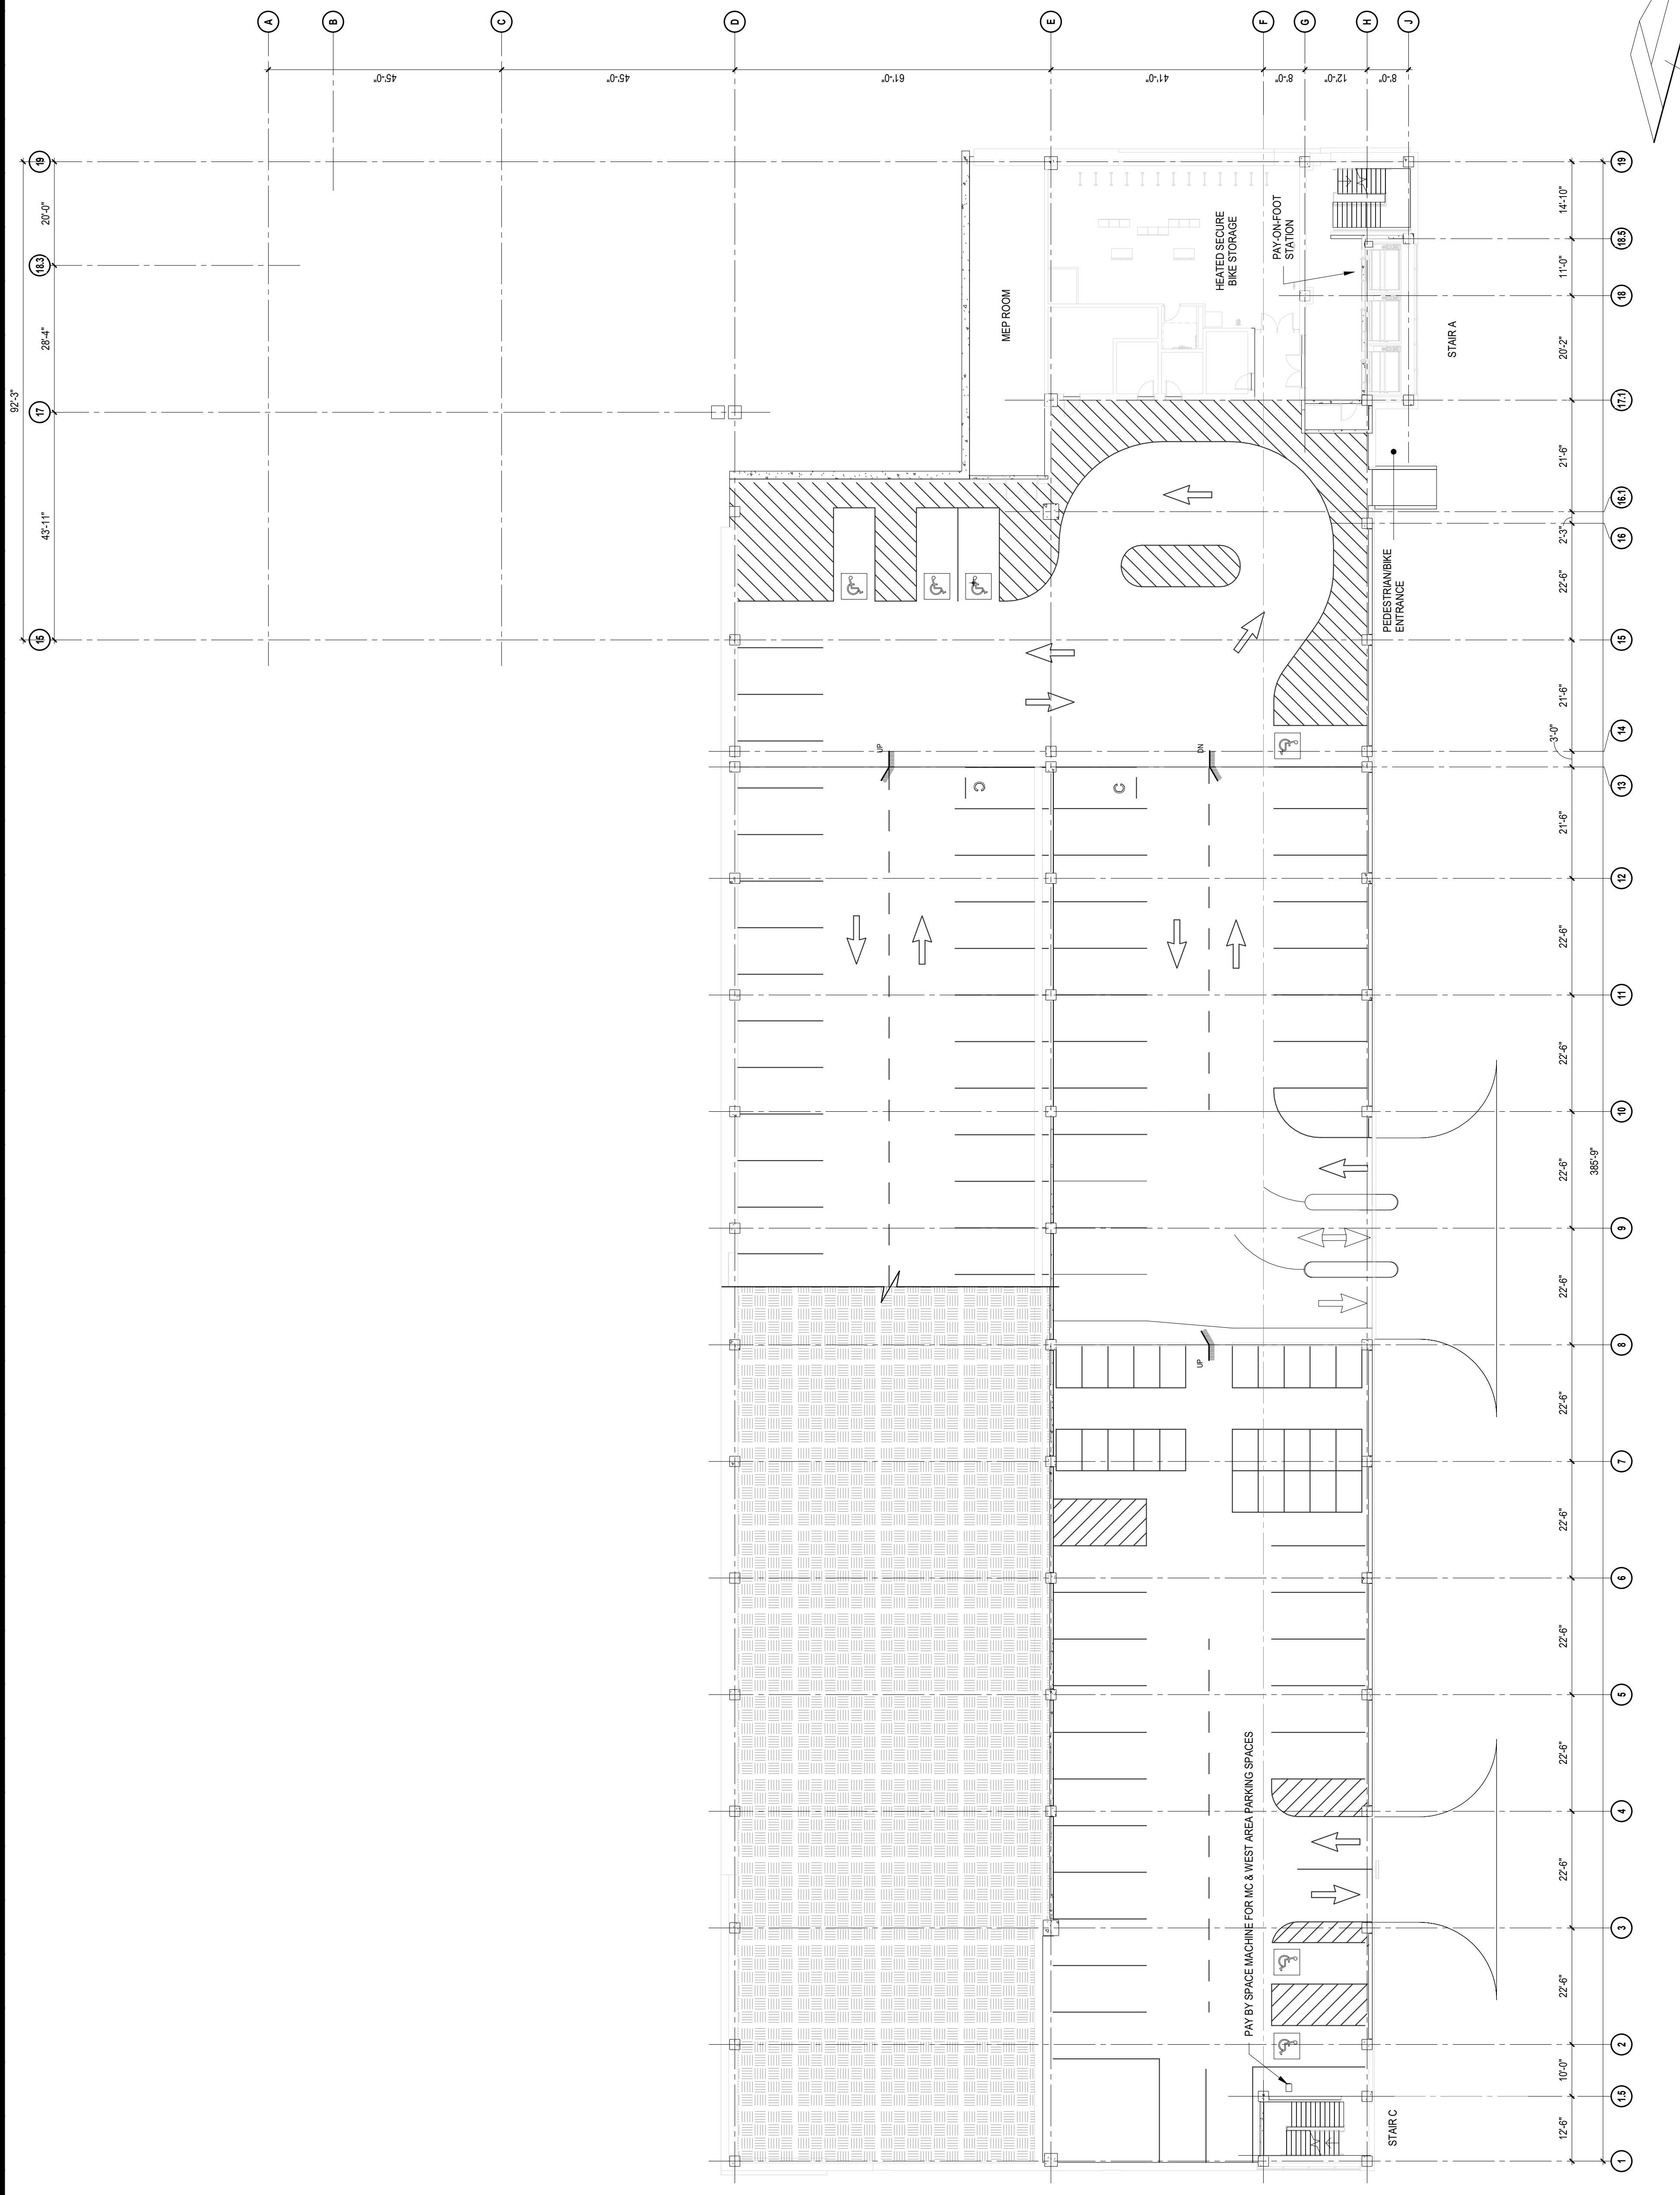 A
B
C
D
E
F
G
H
J
45'-0"
45'-0"
61'-0"
41'-0"
8'-0"
12'-0"
8'-0"
92'-3"
19
20'-0"
18.3
28'-4"
17
43'-11"
15
MEP ROOM
HEATED SECURE
BIKE STORAGE
PAY-ON-FOOT
STATION
STAIR A
PEDESTRIAN/BIKE
ENTRANCE
UP
DN
C
C
UP
PAY BY SPACE MACHINE FOR MC & WEST AREA PARKING SPACES
STAIR C
19
14'-10"
18.5
11'-0"
18
20'-2"
17.1
21'-6"
16.1
2'-3"
16
22'-6"
15
21'-6"
14
3'-0"
13
21'-6"
12
22'-6"
11
22'-6"
10
22'-6"
385'-9"
9
22'-6"
8
22'-6"
7
22'-6"
6
22'-6"
5
22'-6"
4
22'-6"
3
22'-6"
2
10'-0"
1.5
12'-6"
1